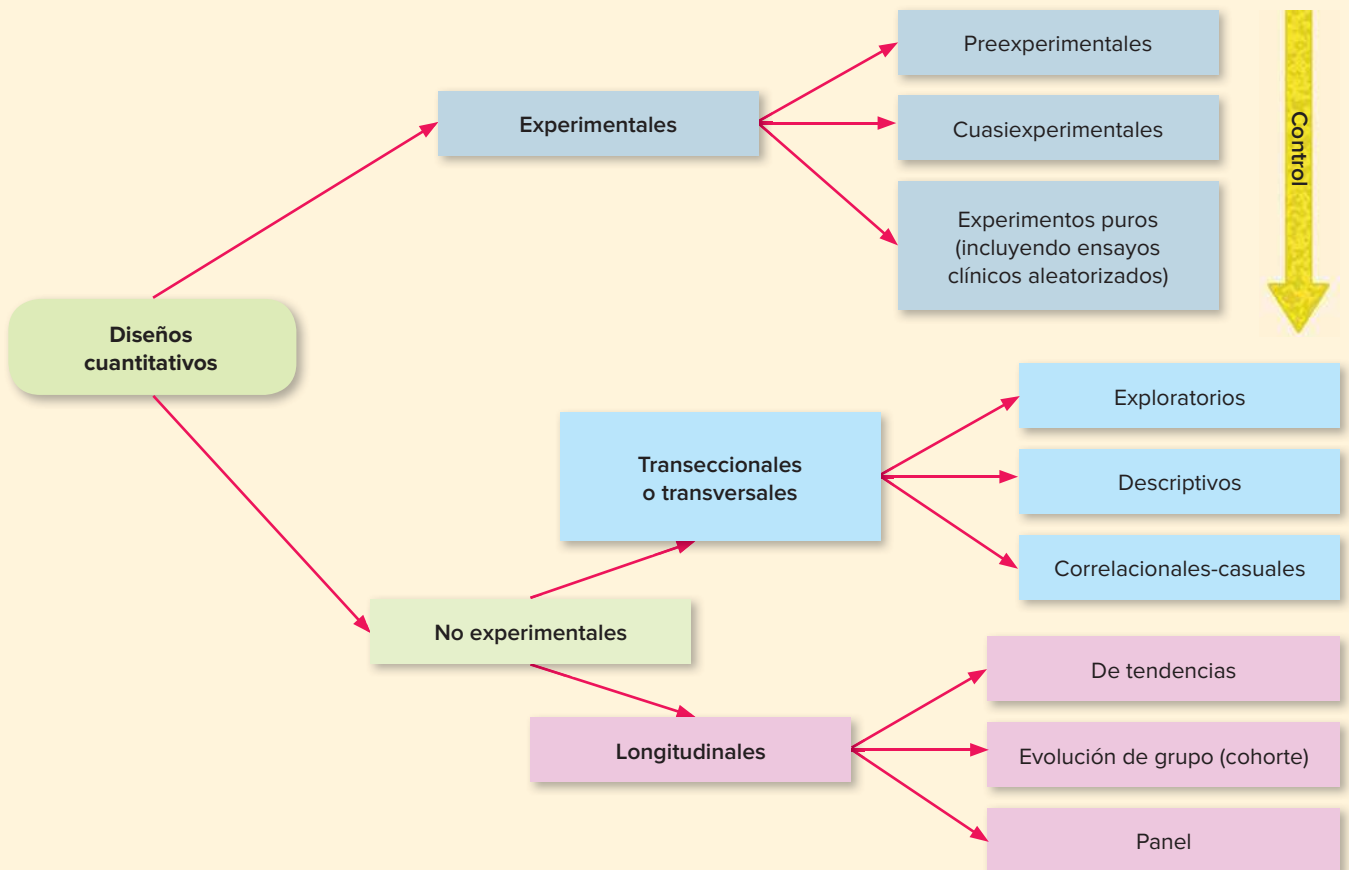 Preexperimentales
Experimentales
Cuasiexperimentales
Control
Experimentos puros
(incluyendo ensayos
clínicos aleatorizados)
Diseños
cuantitativos
Exploratorios
Transeccionales
o transversales
Descriptivos
Correlacionales-casuales
No experimentales
De tendencias
Longitudinales
Evolución de grupo (cohorte)
Panel